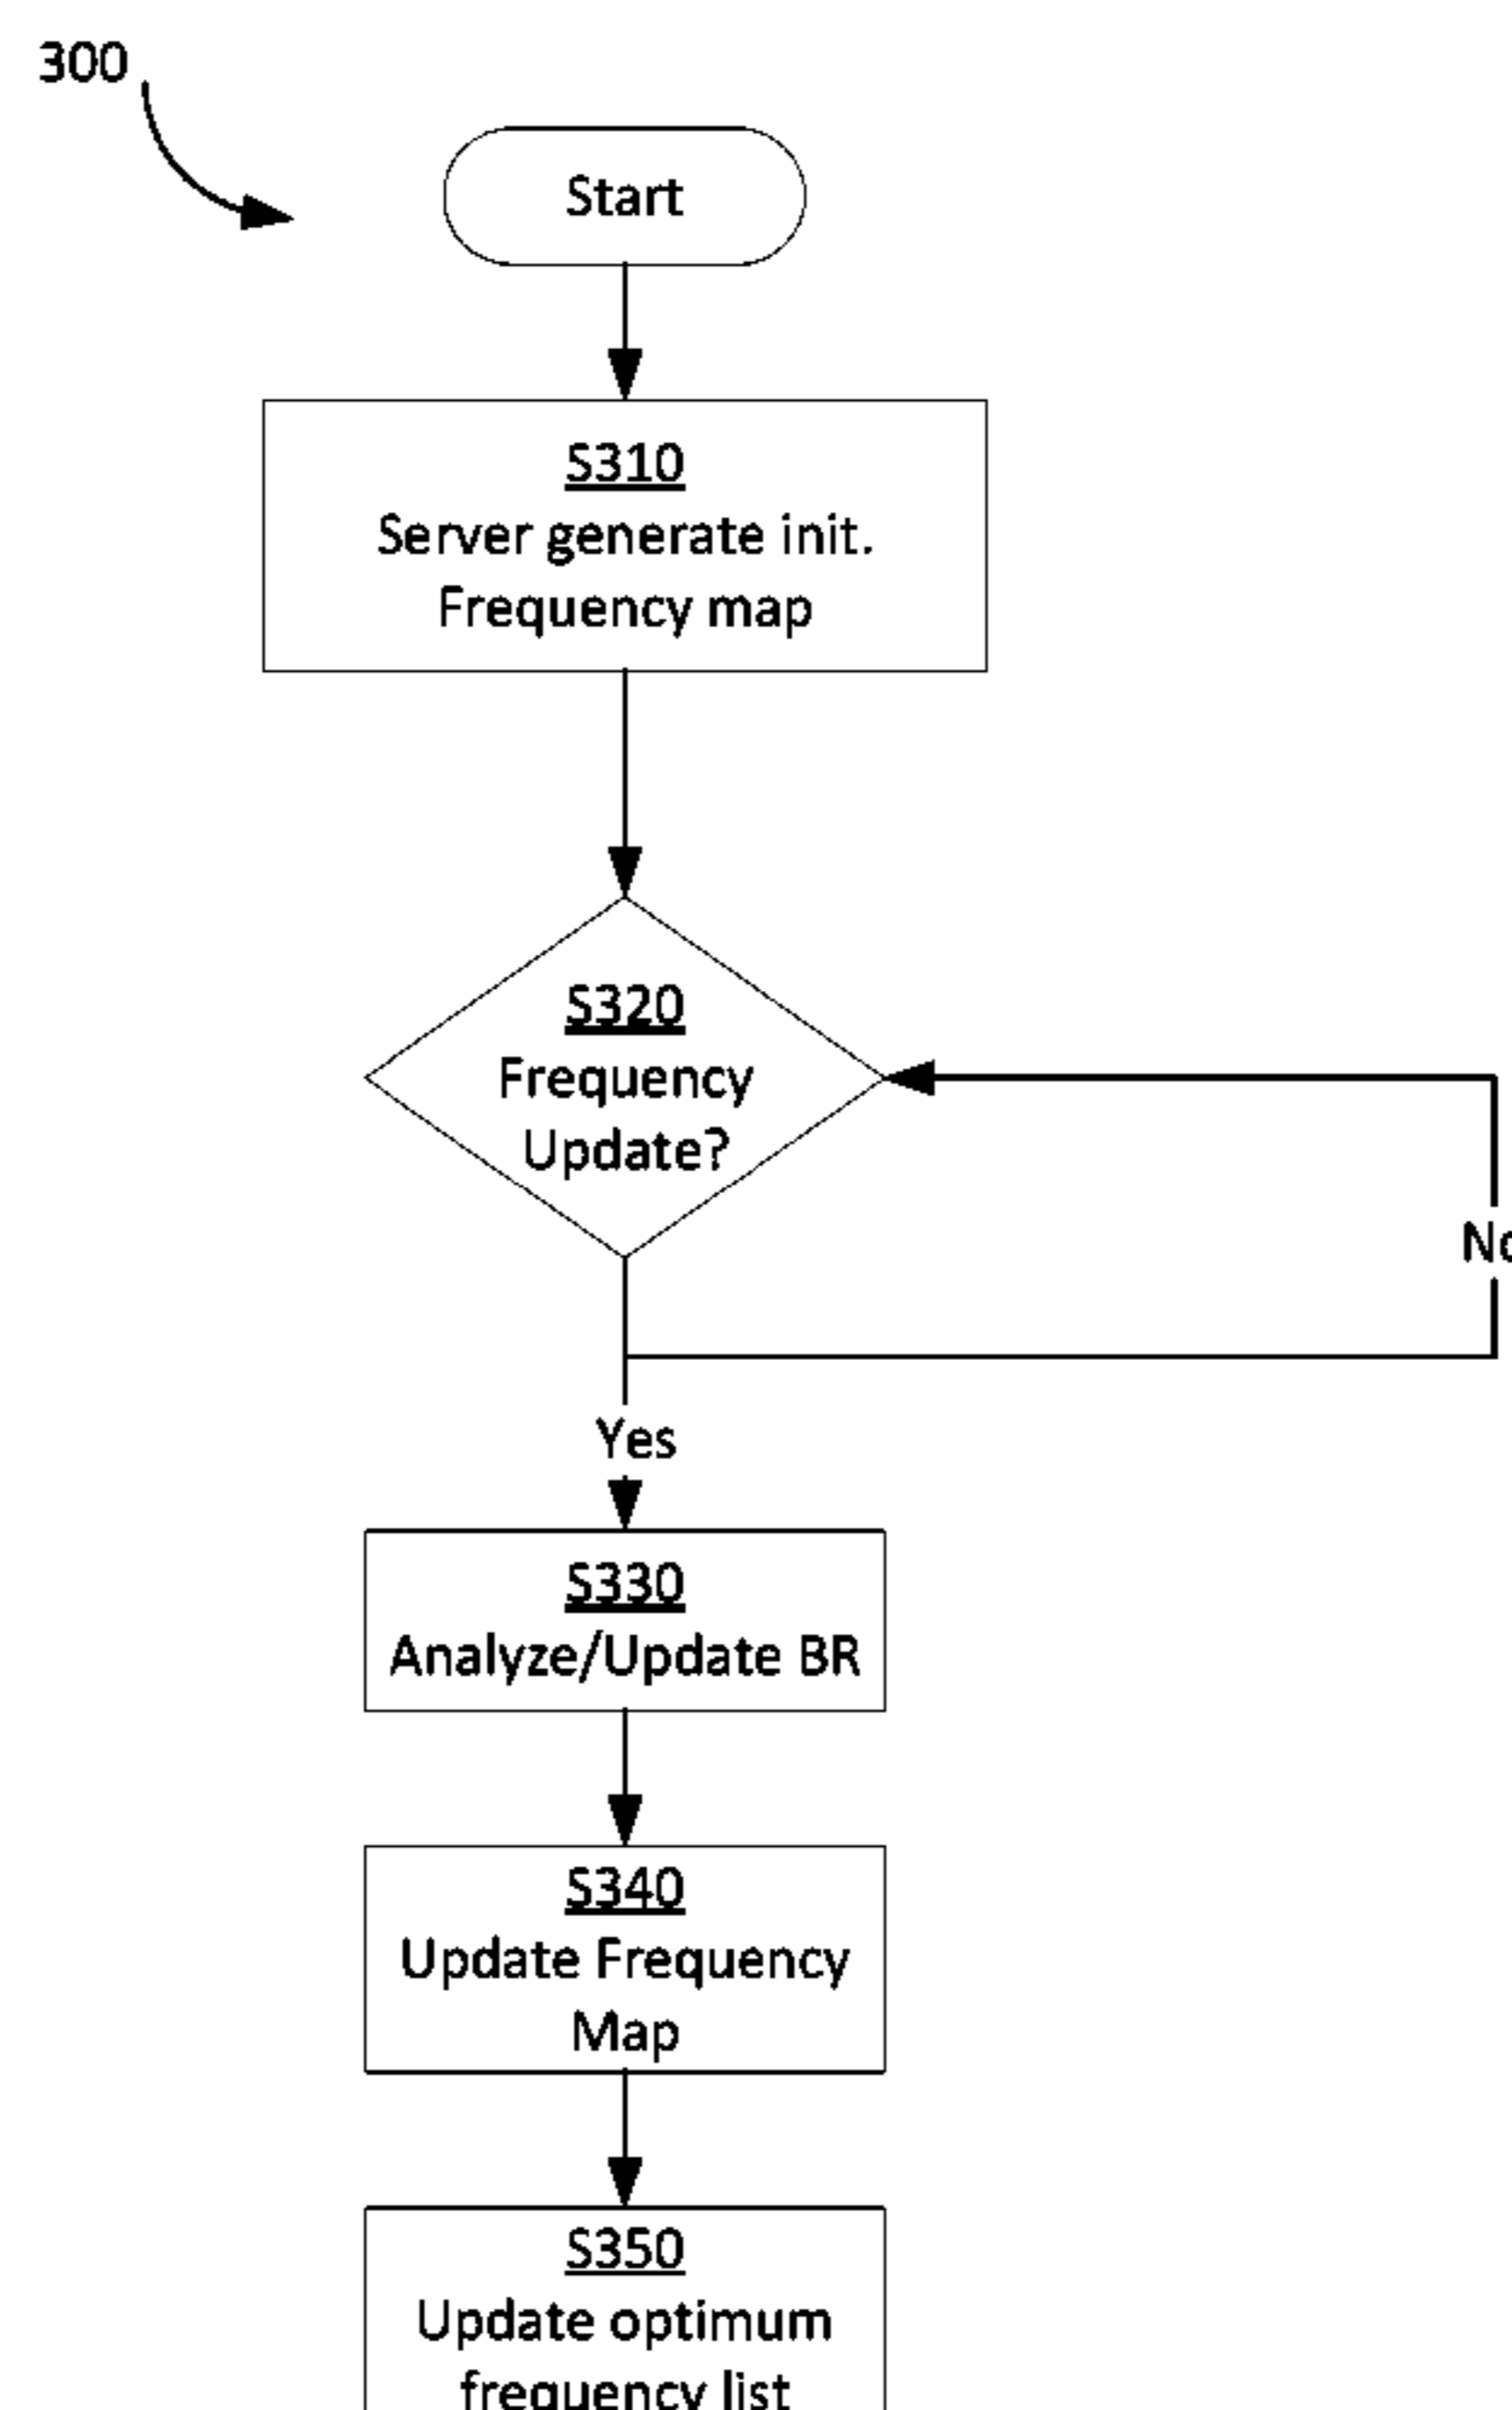 300
Start
S310
Server generate init.
Frequency map
S320
Frequency
Update?
No
Yes
S330
Analyze/Update BR
S340
Update Frequency
Map
S350
Update optimum
frequency list